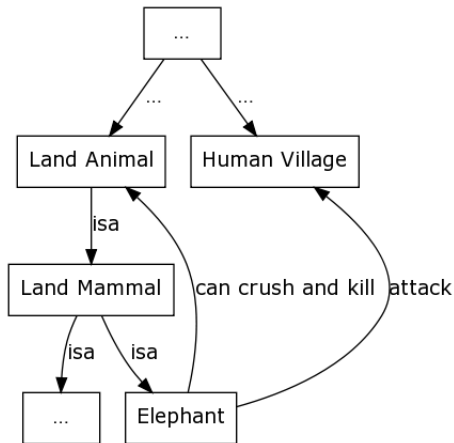 ...
... ...
Land Animal Human Village
isa
can crush and kill attack
Land Mammal
isa isa
... Elephant